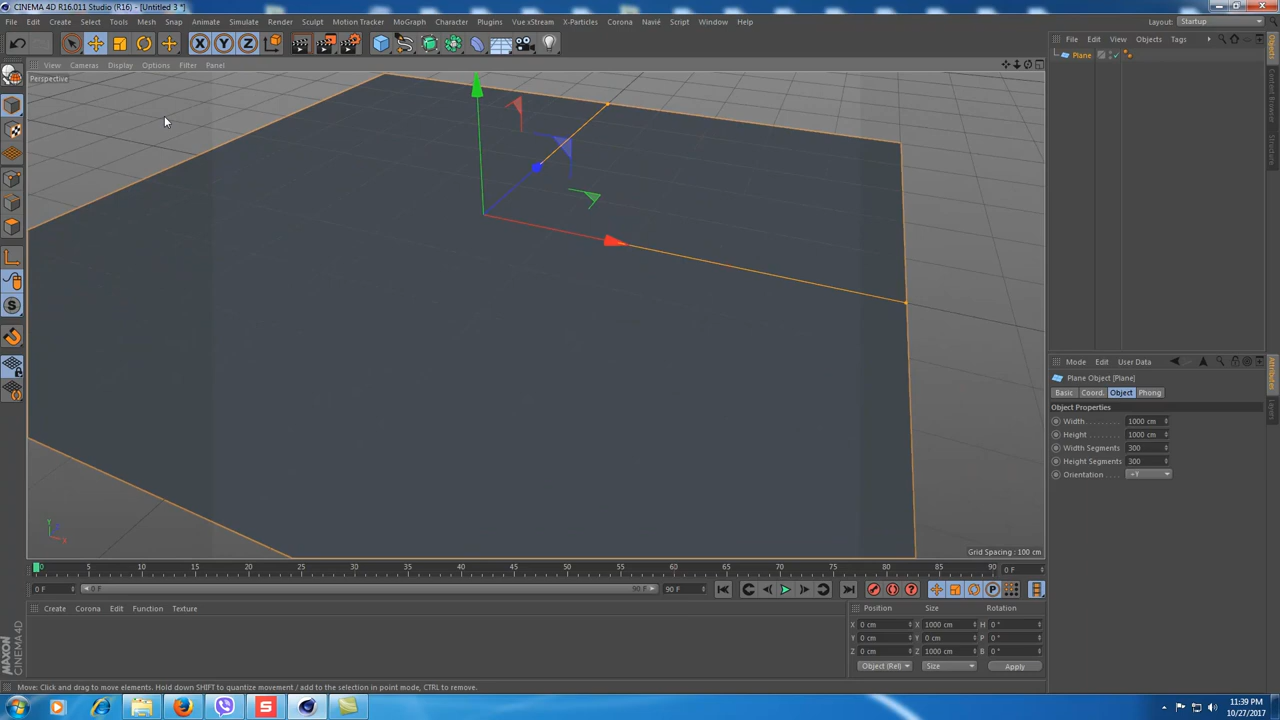 CINEMA 4D R16.011 Studio (R16) - [Untitled 3 *]
File Edit Create Select Tools Mesh Snap Animate Simulate Render Sculpt Motion Tracker MoGraph Character Plugins Vue xStream X-Particles Corona Navié Script Window Help
Layout: Startup
X Y Z
View Cameras Display Options Filter Panel
Perspective
File Edit View Objects Tags
Plane
Objects
Content Browser
Structure
Mode Edit User Data
Plane Object [Plane]
Basic Coord. Object Phong
Object Properties
Width 1000 cm
Height 1000 cm
Width Segments 300
Height Segments 300
Orientation +Y
Attributes
Layers
Y
X
Grid Spacing : 100 cm
0 5 10 15 20 25 30 35 40 45 50 55 60 65 70 75 80 85 90 0 F
0 F 0 F 90 F 90 F
Create Corona Edit Function Texture
Position Size Rotation
X 0 cm X 1000 cm H 0 °
Y 0 cm Y 0 cm P 0 °
Z 0 cm Z 1000 cm B 0 °
Object (Rel) Size Apply
MAXON CINEMA 4D
Move: Click and drag to move elements. Hold down SHIFT to quantize movement / add to the selection in point mode, CTRL to remove.
11:39 PM
10/27/2017